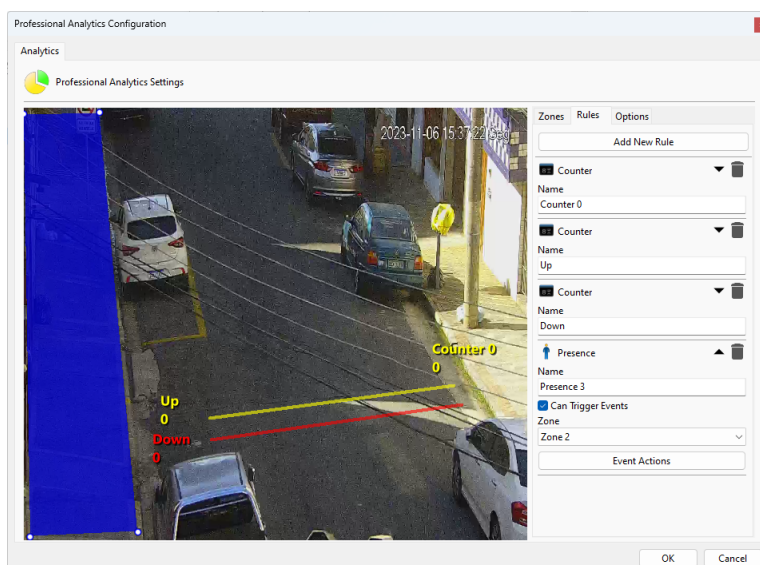 Professional Analytics Configuration
Analytics
Professional Analytics Settings
2023-11-06 15:37:22 Seg
Counter 0
0
Up
0
Down
0
Zones Rules Options
Add New Rule
Counter
Name
Counter 0
Counter
Name
Up
Counter
Name
Down
Presence
Name
Presence 3
Can Trigger Events
Zone
Zone 2
Event Actions
OK Cancel